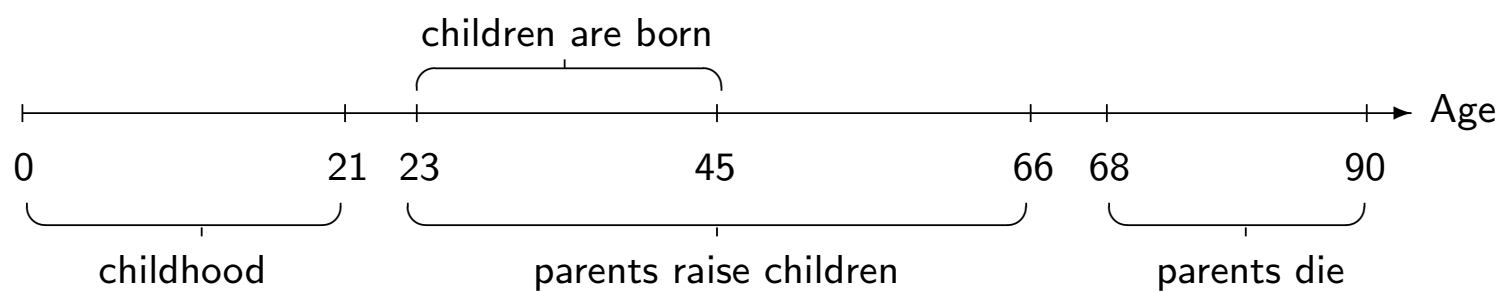 children are born
Age
0 21 23 45 66 68 90
childhood parents raise children parents die